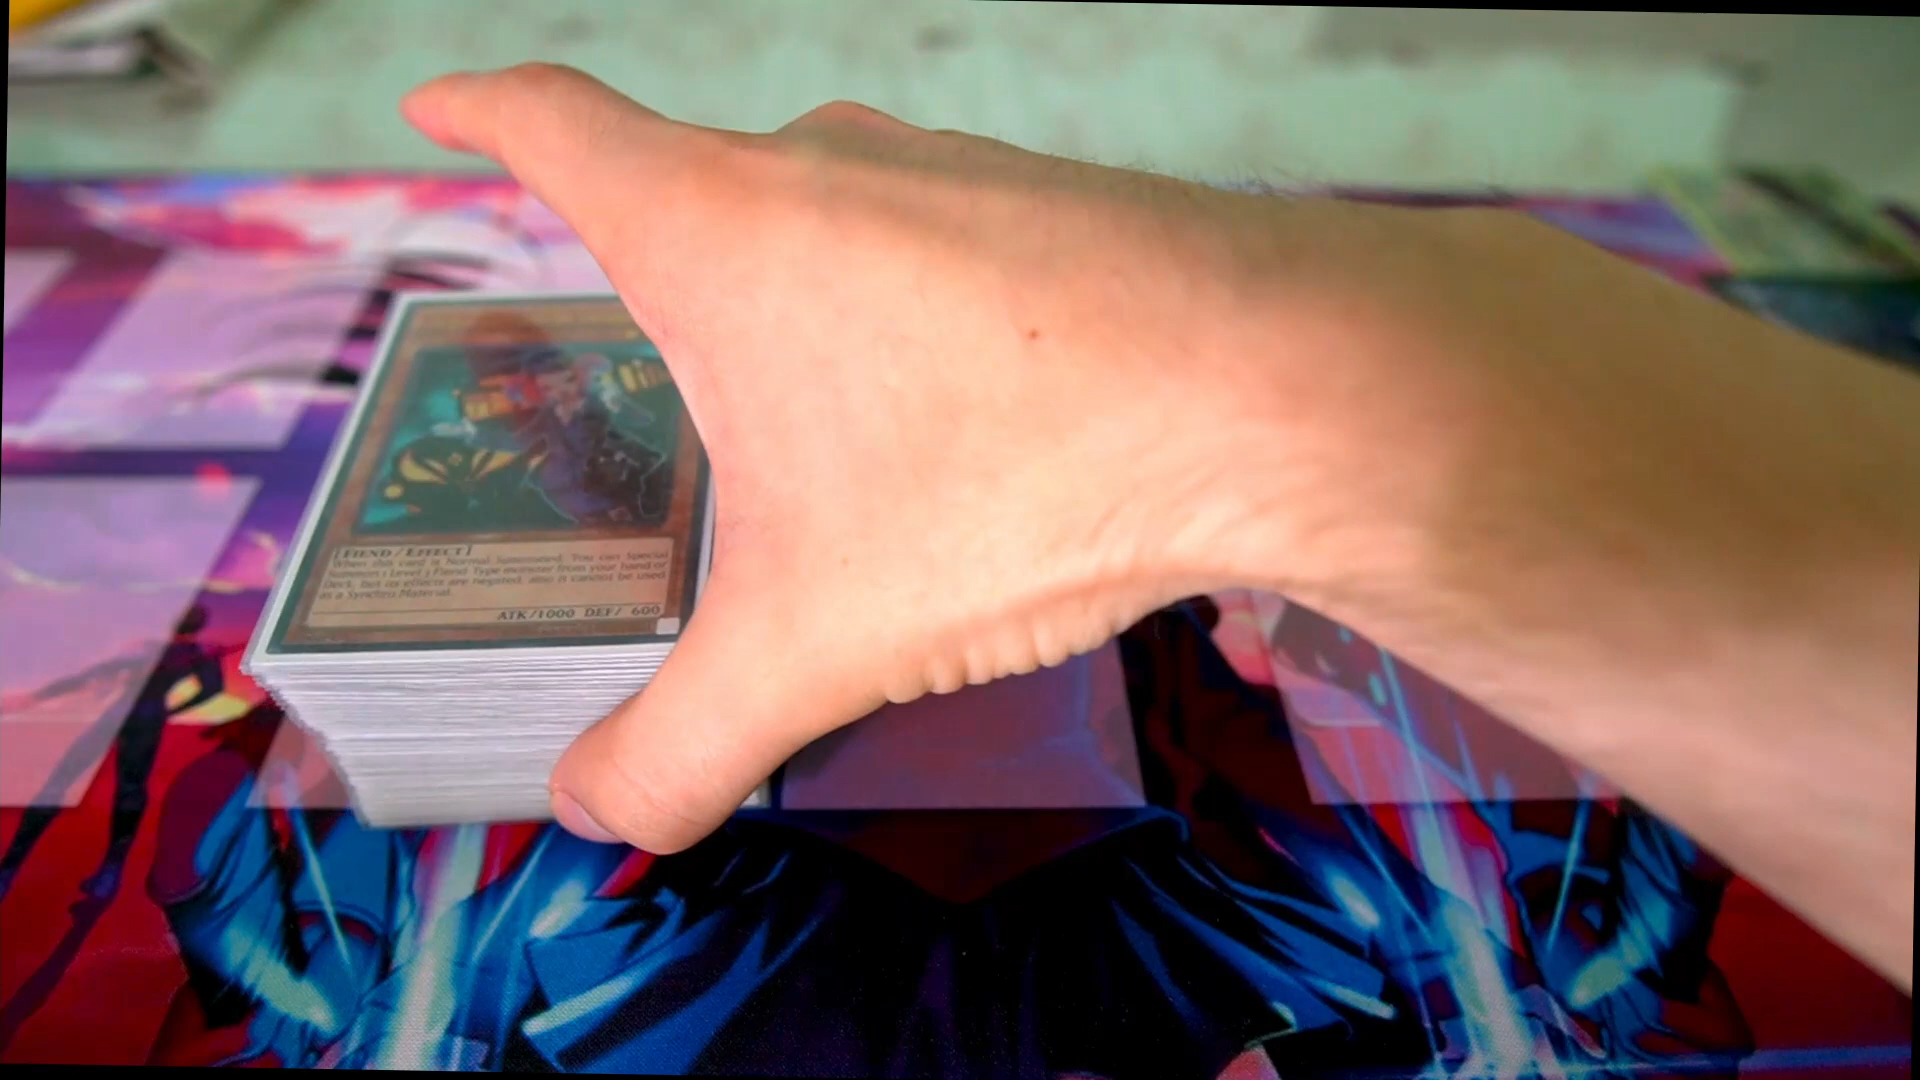 [FIEND/EFFECT]
When this card is Normal Summoned: You can Special
Summon 1 Level 3 Fiend-Type monster from your hand or
Deck, but its effects are negated, also it cannot be used
as a Synchro Material.
ATK/1000 DEF/ 600